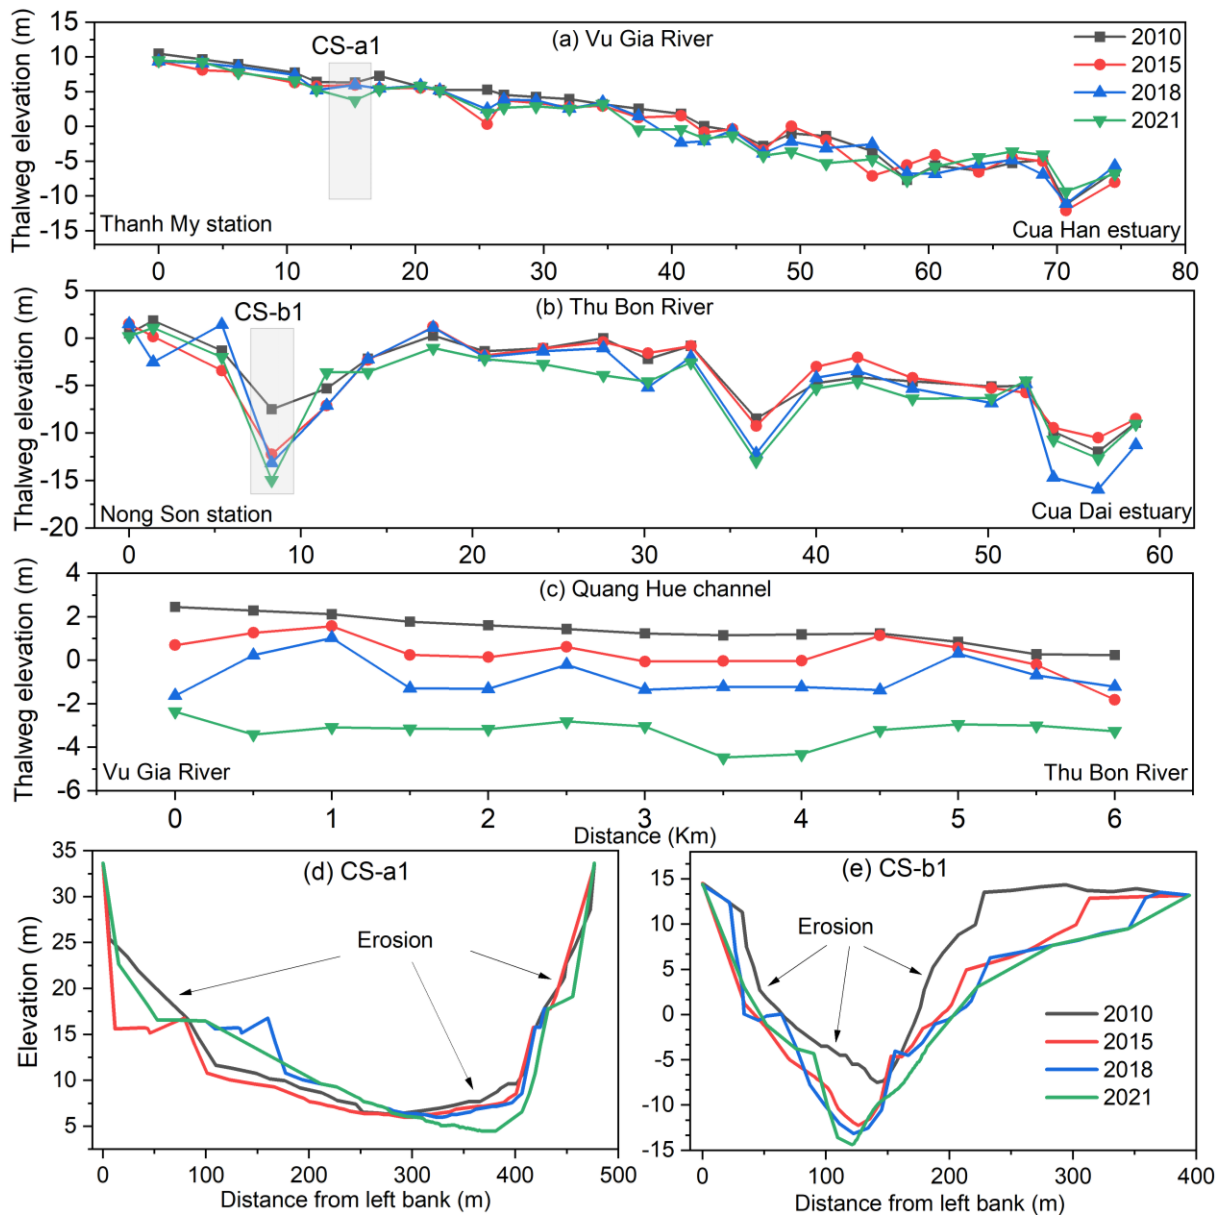 (a) Vu Gia River
CS-a1
2010
2015
2018
2021
Thalweg elevation (m)
15
10
5
0
-5
-10
-15
Thanh My station
Cua Han estuary
0 10 20 30 40 50 60 70 80
(b) Thu Bon River
CS-b1
Thalweg elevation (m)
5
0
-5
-10
-15
-20
Nong Son station
Cua Dai estuary
0 10 20 30 40 50 60
(c) Quang Hue channel
Thalweg elevation (m)
4
2
0
-2
-4
-6
Vu Gia River
Thu Bon River
0 1 2 3 4 5 6
Distance (Km)
(d) CS-a1
Erosion
Elevation (m)
35
30
25
20
15
10
5
0 100 200 300 400 500
Distance from left bank (m)
(e) CS-b1
Erosion
15
10
5
0
-5
-10
-15
2010
2015
2018
2021
0 100 200 300 400
Distance from left bank (m)